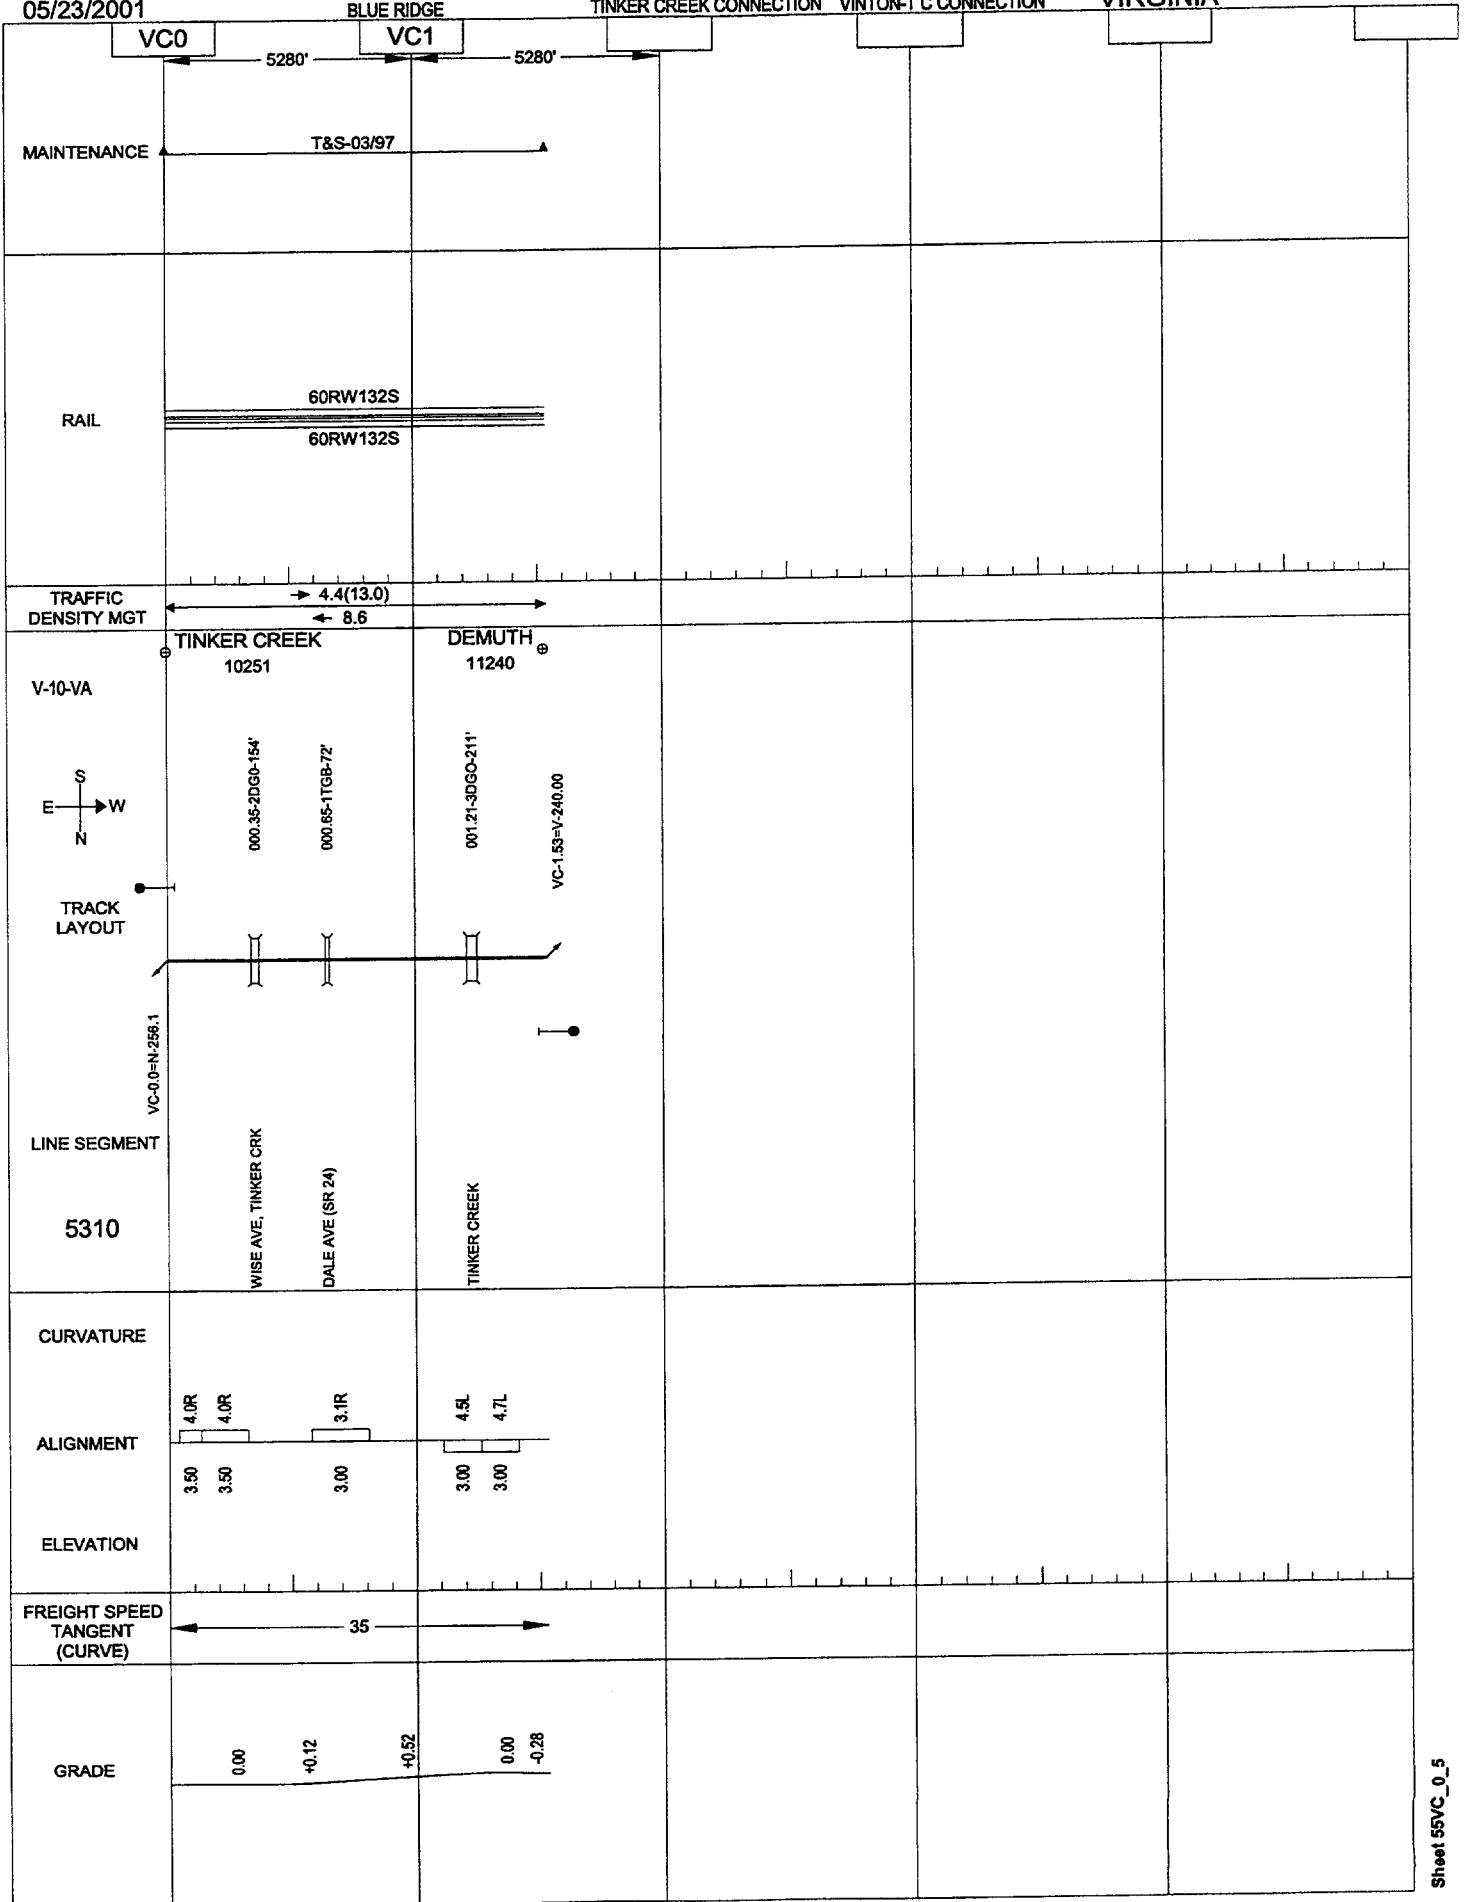 05/23/2001 BLUE RIDGE TINKER CREEK CONNECTION VINTON-T C CONNECTION VIRGINIA
VC0 VC1
5280' 5280'
MAINTENANCE T&S-03/97
60RW132S
RAIL
60RW132S
TRAFFIC
DENSITY MGT
4.4(13.0)
8.6
TINKER CREEK DEMUTH
10251 11240
V-10-VA
000.35-2DG0-154'
000.65-1TGB-72'
001.21-3DGO-211'
VC-1.53=V-240.00
S
E W
N
TRACK
LAYOUT
VC-0.0=N-256.1
LINE SEGMENT
5310
WISE AVE, TINKER CRK
DALE AVE (SR 24)
TINKER CREEK
CURVATURE
4.0R 4.0R 3.1R 4.5L 4.7L
ALIGNMENT
3.50 3.50 3.00 3.00 3.00
ELEVATION
FREIGHT SPEED
TANGENT
(CURVE)
35
GRADE
0.00 +0.12 +0.52 0.00 -0.28
Sheet 55VC_0_5